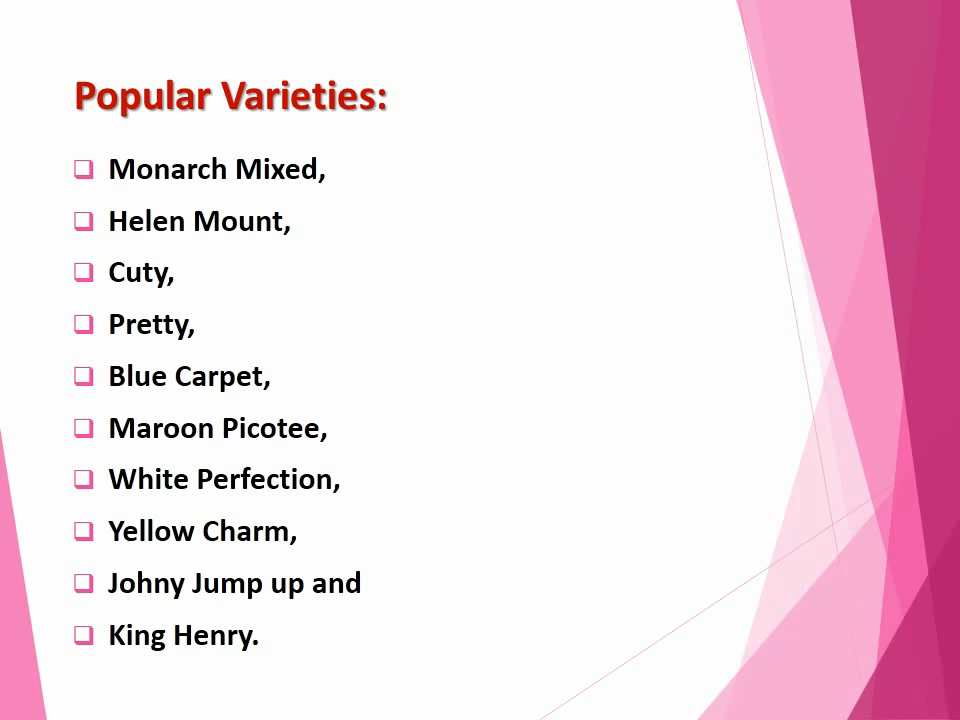 Popular Varieties:
Monarch Mixed,
Helen Mount,
Cuty,
Pretty,
Blue Carpet,
Maroon Picotee,
White Perfection,
Yellow Charm,
Johny Jump up and
King Henry.